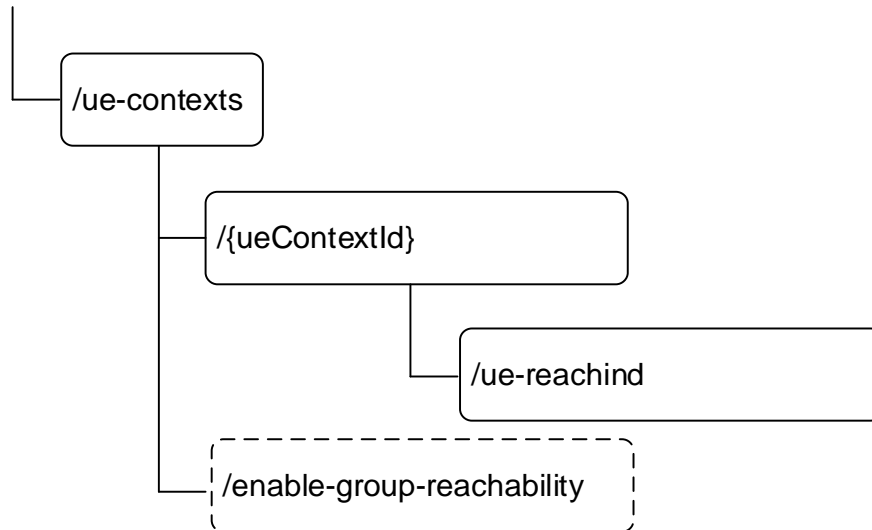 /ue-contexts
/{ueContextId}
/ue-reachind
/enable-group-reachability